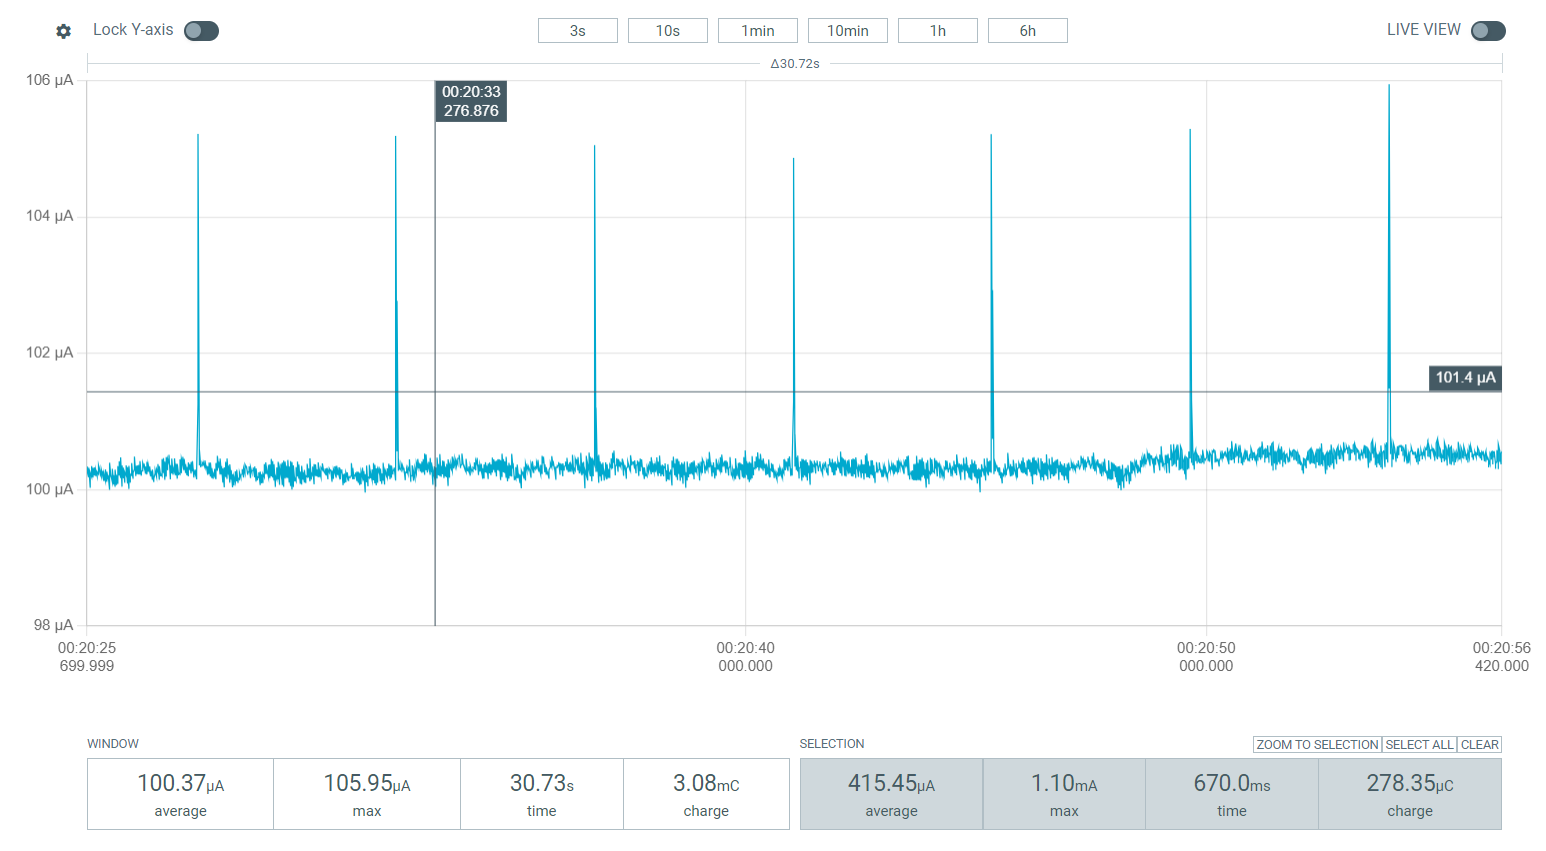 Lock Y-axis
3s 10s 1min 10min 1h 6h
LIVE VIEW
Δ30.72s
106 µA
00:20:33
276.876
104 µA
102 µA
101.4 µA
100 µA
98 µA
00:20:25 00:20:40 00:20:50 00:20:56
699.999 000.000 000.000 420.000
WINDOW
100.37µA 105.95µA 30.73s 3.08mC
average max time charge
SELECTION
ZOOM TO SELECTION SELECT ALL CLEAR
415.45µA 1.10mA 670.0ms 278.35µC
average max time charge